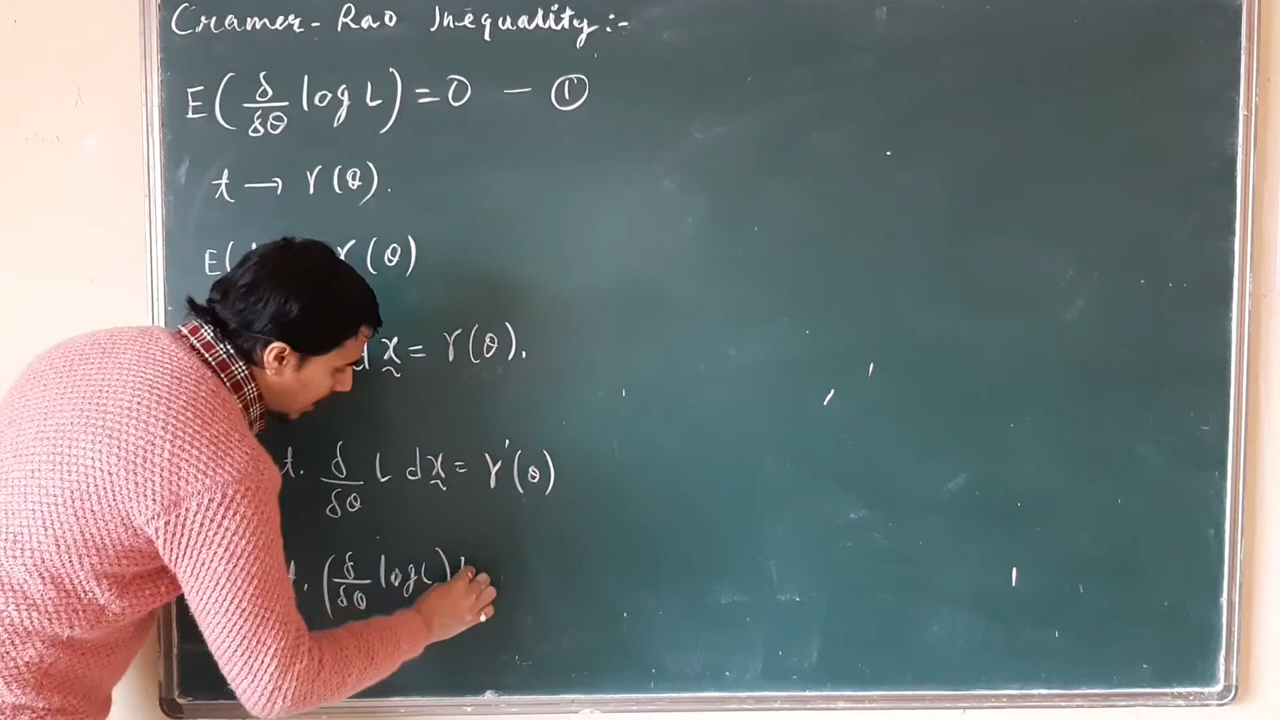 Cramer-Rao Inequality:-
E(δ/δθ log L) = 0 — ①
t → γ(θ).
E( γ(θ)
d x̰ = γ(θ).
t. δ/δθ L dx̰ = γ'(θ)
t. (δ/δθ log L)